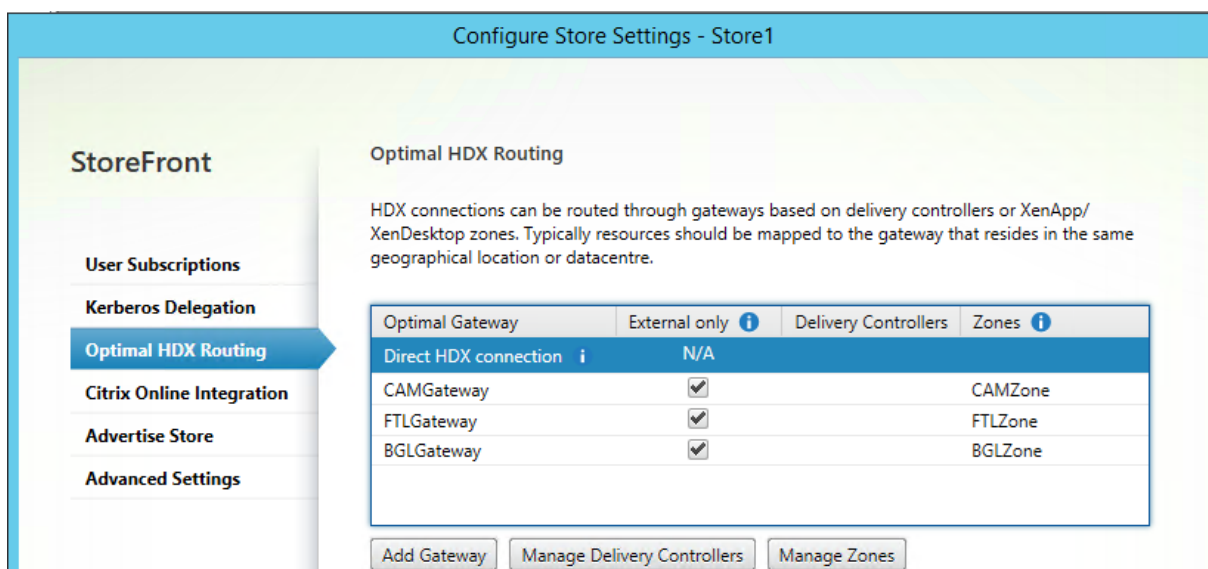 Configure Store Settings - Store1
StoreFront
User Subscriptions
Kerberos Delegation
Optimal HDX Routing
Citrix Online Integration
Advertise Store
Advanced Settings
Optimal HDX Routing
HDX connections can be routed through gateways based on delivery controllers or XenApp/
XenDesktop zones. Typically resources should be mapped to the gateway that resides in the same
geographical location or datacentre.
Optimal Gateway External only i Delivery Controllers Zones i
Direct HDX connection i N/A
CAMGateway CAMZone
FTLGateway FTLZone
BGLGateway BGLZone
Add Gateway Manage Delivery Controllers Manage Zones